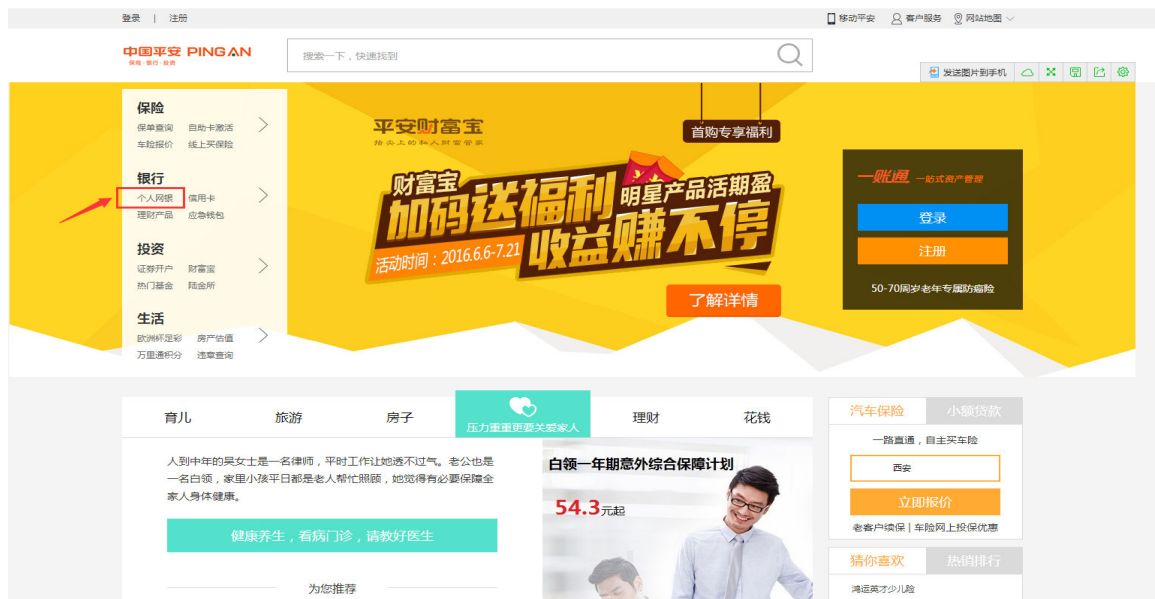 登录 | 注册
移动平安 客户服务 网站地图
中国平安 PING AN
保险·银行·投资
搜索一下，快速找到
发送图片到手机
保险
保单查询 自助卡激活
车险报价 线上买保险
银行
个人网银 信用卡
理财产品 应急钱包
投资
证券开户 财富宝
热门基金 陆金所
生活
欧洲杯足彩 房产估值
万里通积分 违章查询
平安财富宝
指尖上的私人财富管家
首购专享福利
财富宝
加码送福利
明星产品活期盈
收益赚不停
活动时间：2016.6.6-7.21
了解详情
一账通 一站式资产管理
登录
注册
50-70周岁老年专属防癌险
育儿 旅游 房子 压力重重更要关爱家人 理财 花钱
人到中年的吴女士是一名律师，平时工作让她透不过气。老公也是
一名白领，家里小孩平日都是老人帮忙照顾，她觉得有必要保障全
家人身体健康。
健康养生，看病门诊，请教好医生
为您推荐
白领一年期意外综合保障计划
54.3元起
汽车保险 小额贷款
一路直通，自主买车险
西安
立即报价
老客户续保 | 车险网上投保优惠
猜你喜欢 热销排行
鸿运英才少儿险